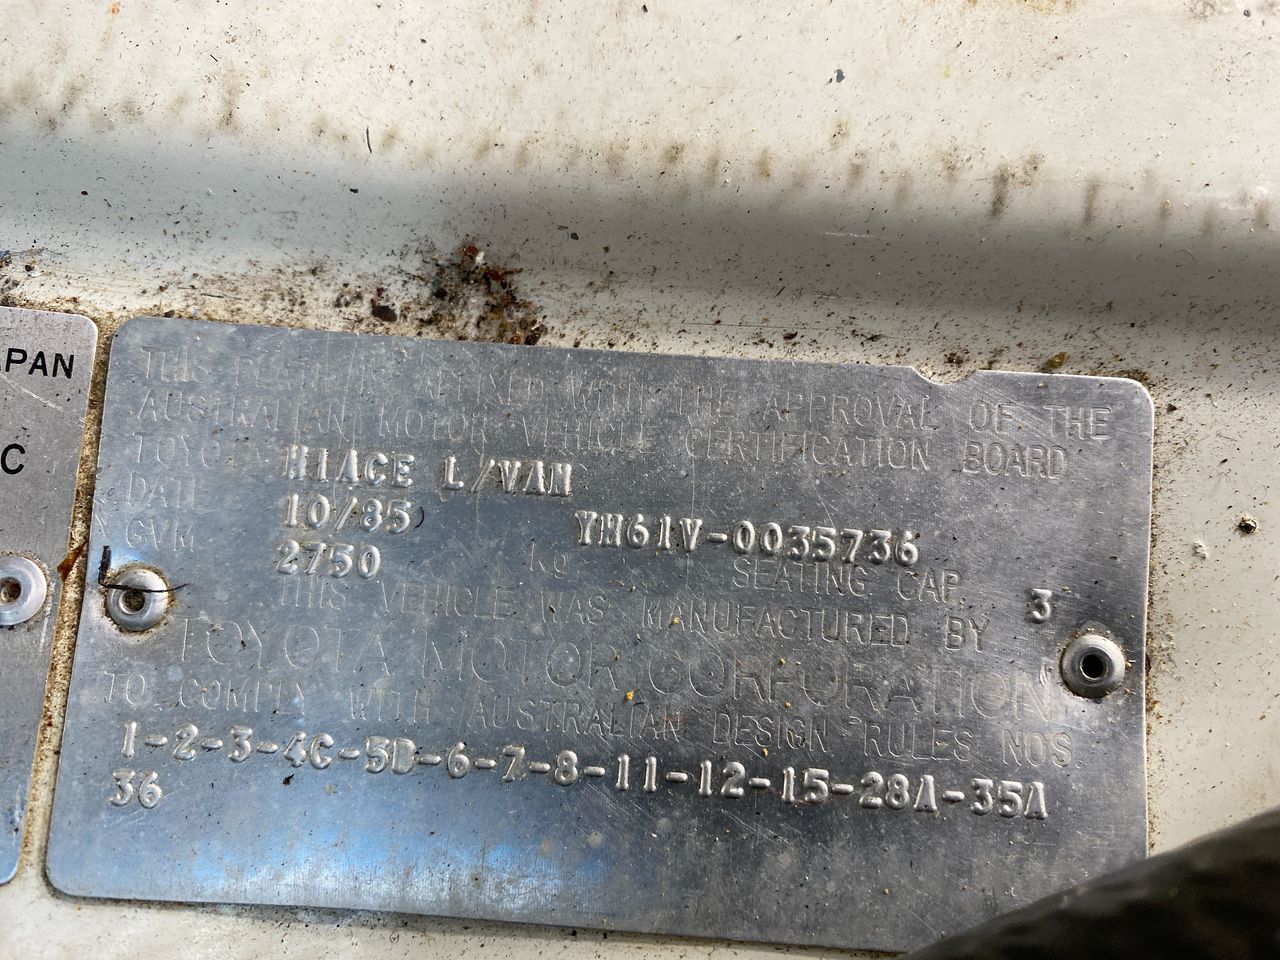 APAN
C
THIS PLATE IS AFFIXED WITH THE APPROVAL OF THE
AUSTRALIAN MOTOR VEHICLE CERTIFICATION BOARD
TOYOTA HIACE L/VAN
DATE 10/85 YH61V-0035736
GVM 2750 kg SEATING CAP. 3
THIS VEHICLE WAS MANUFACTURED BY
TOYOTA MOTOR CORPORATION
TO COMPLY WITH AUSTRALIAN DESIGN RULES NOS.
1-2-3-4C-5B-6-7-8-11-12-15-28A-35A
36